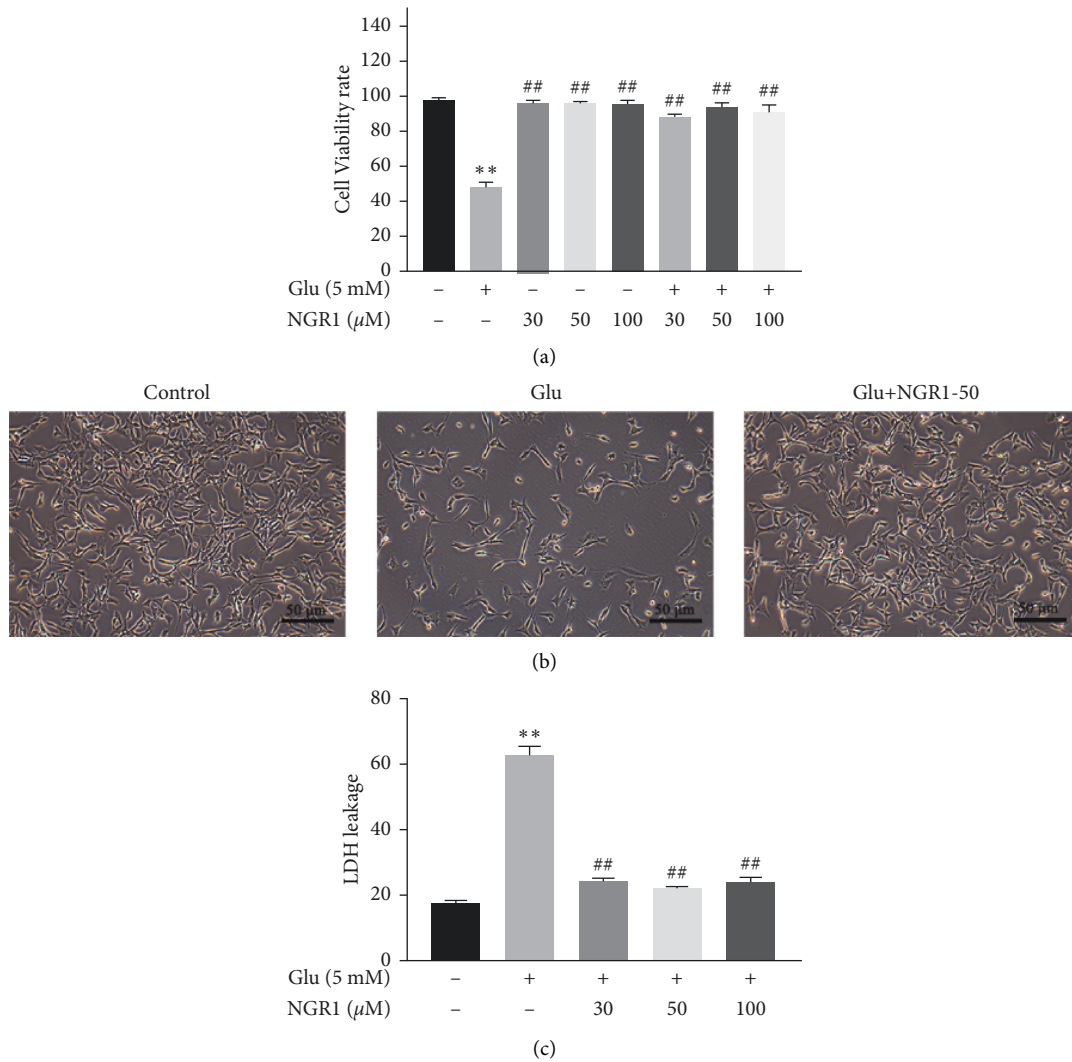 140
120
100
80
60
40
20
0
Cell Viability rate
**
## ## ## ## ## ##
Glu (5 mM) – + – – – + + +
NGR1 (µM) – – 30 50 100 30 50 100
(a)
Control Glu Glu+NGR1-50
50 µm 50 µm 50 µm
(b)
80
60
40
20
0
LDH leakage
**
## ## ##
Glu (5 mM) – + + + +
NGR1 (µM) – – 30 50 100
(c)